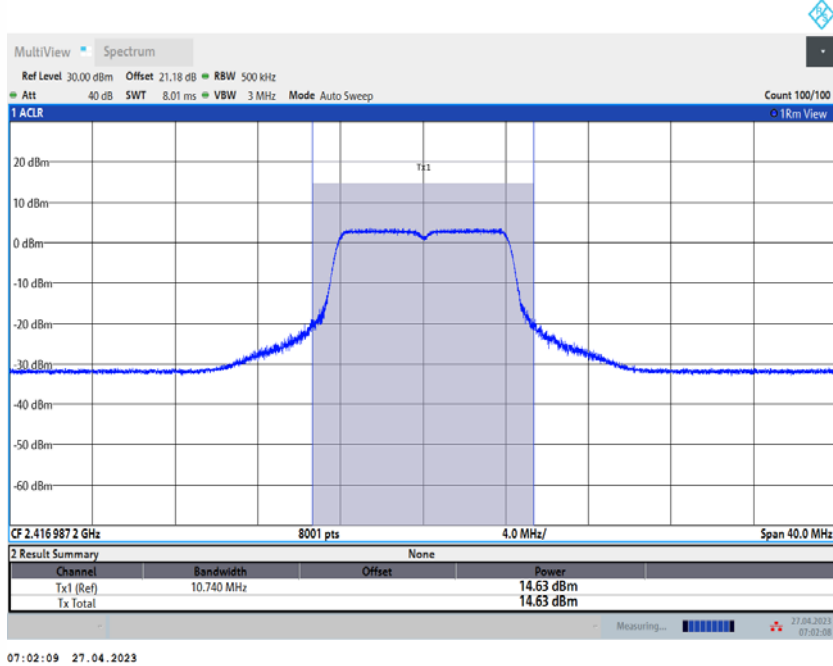 MultiView Spectrum
Ref Level 30.00 dBm Offset 21.18 dB RBW 500 kHz
Att 40 dB SWT 8.01 ms VBW 3 MHz Mode Auto Sweep Count 100/100
1 ACLR 1Rm View
20 dBm
Tx1
10 dBm
0 dBm
-10 dBm
-20 dBm
-30 dBm
-40 dBm
-50 dBm
-60 dBm
CF 2.416 987 2 GHz 8001 pts 4.0 MHz/ Span 40.0 MHz
2 Result Summary None
Channel Bandwidth Offset Power
Tx1 (Ref) 10.740 MHz 14.63 dBm
Tx Total 14.63 dBm
Measuring... 27.04.2023
07:02:08
07:02:09 27.04.2023